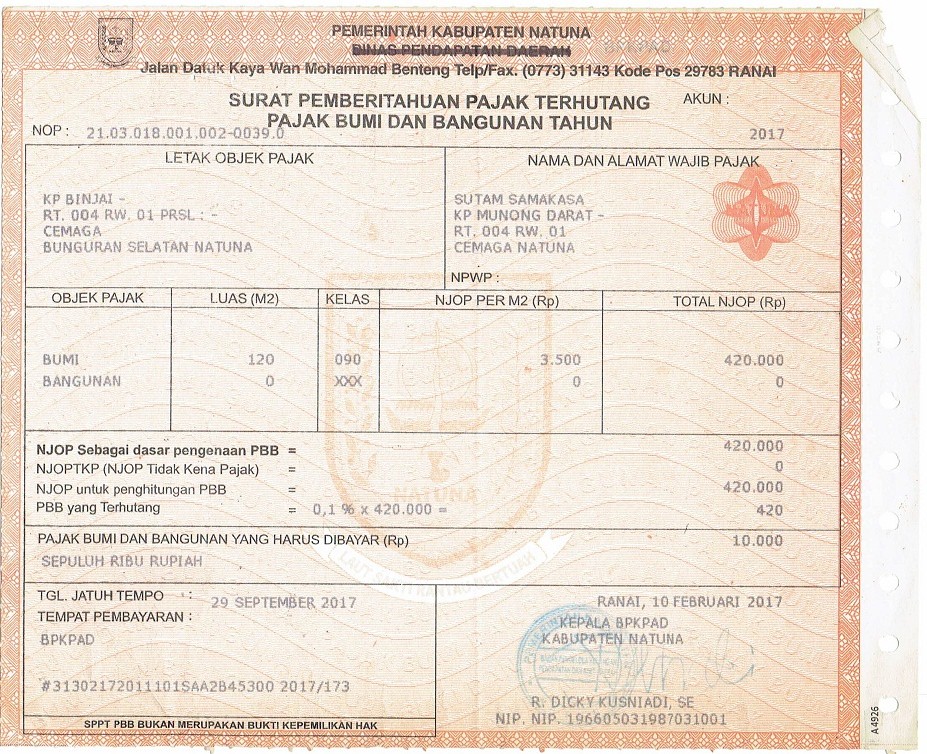 PEMERINTAH KABUPATEN NATUNA
DINAS PENDAPATAN DAERAH BPKPAD
Jalan Datuk Kaya Wan Mohammad Benteng Telp/Fax. (0773) 31143 Kode Pos 29783 RANAI
SURAT PEMBERITAHUAN PAJAK TERHUTANG AKUN :
PAJAK BUMI DAN BANGUNAN TAHUN
NOP : 21.03.018.001.002-0039.0 2017
LETAK OBJEK PAJAK
KP BINJAI -
RT. 004 RW. 01 PRSL : -
CEMAGA
BUNGURAN SELATAN NATUNA
NAMA DAN ALAMAT WAJIB PAJAK
SUTAM SAMAKASA
KP MUNONG DARAT -
RT. 004 RW. 01
CEMAGA NATUNA
NPWP :
OBJEK PAJAK LUAS (M2) KELAS NJOP PER M2 (Rp) TOTAL NJOP (Rp)
BUMI 120 090 3.500 420.000
BANGUNAN 0 XXX 0 0
NJOP Sebagai dasar pengenaan PBB = 420.000
NJOPTKP (NJOP Tidak Kena Pajak) = 0
NJOP untuk penghitungan PBB = 420.000
PBB yang Terhutang = 0,1 % x 420.000 = 420
NATUNA
PAJAK BUMI DAN BANGUNAN YANG HARUS DIBAYAR (Rp) 10.000
SEPULUH RIBU RUPIAH
TGL. JATUH TEMPO : 29 SEPTEMBER 2017
TEMPAT PEMBAYARAN :
BPKPAD
#31302172011101SAA2B45300 2017/173
SPPT PBB BUKAN MERUPAKAN BUKTI KEPEMILIKAN HAK
RANAI, 10 FEBRUARI 2017
KEPALA BPKPAD
KABUPATEN NATUNA
R. DICKY KUSNIADI, SE
NIP. NIP. 196605031987031001
A4926